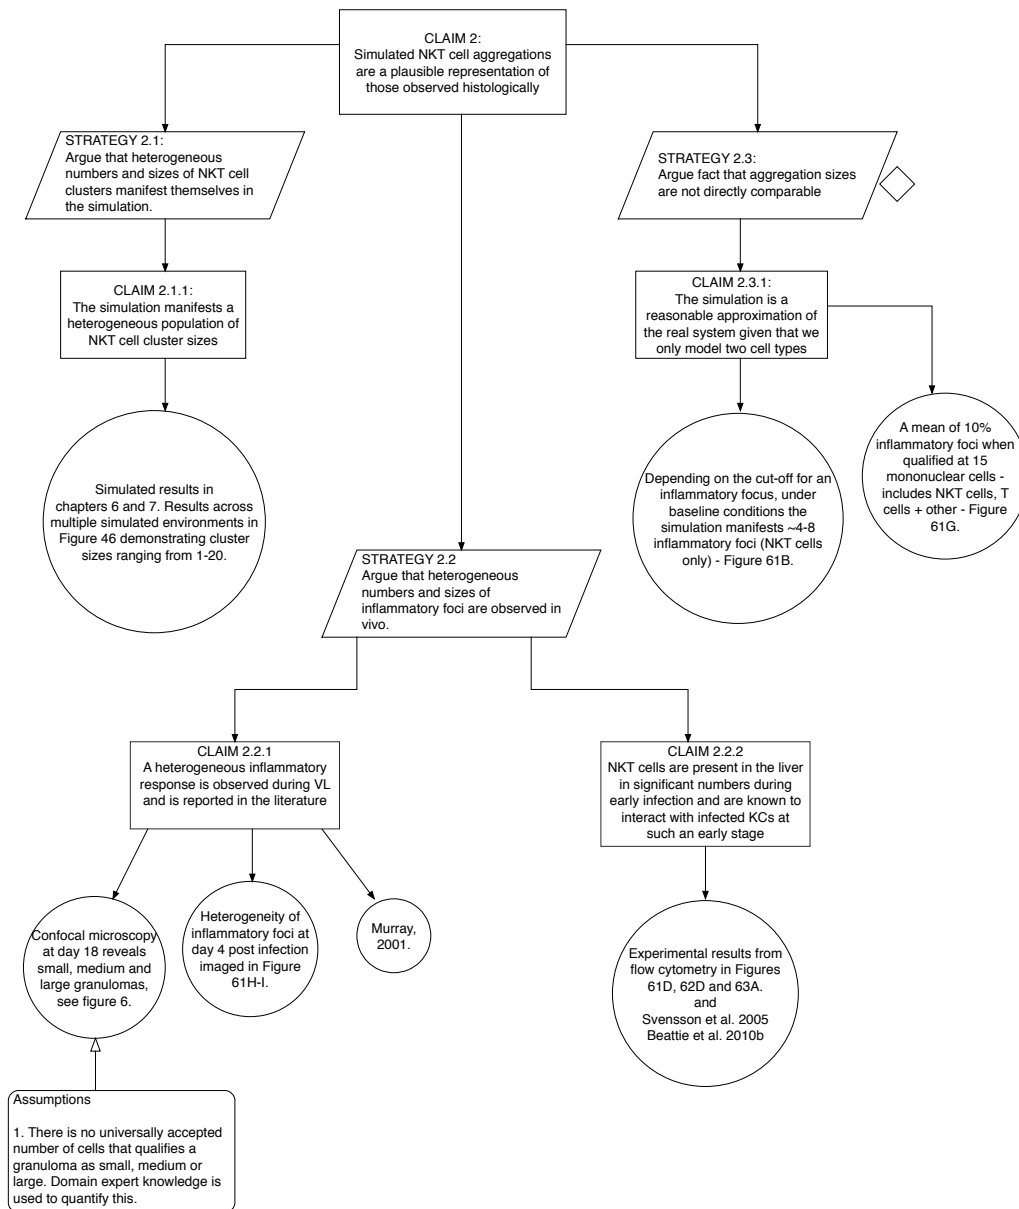 CLAIM 2:
Simulated NKT cell aggregations
are a plausible representation of
those observed histologically
STRATEGY 2.1:
Argue that heterogeneous
numbers and sizes of NKT cell
clusters manifest themselves in
the simulation.
STRATEGY 2.3:
Argue fact that aggregation sizes
are not directly comparable
CLAIM 2.1.1:
The simulation manifests a
heterogeneous population of
NKT cell cluster sizes
CLAIM 2.3.1:
The simulation is a
reasonable approximation of
the real system given that we
only model two cell types
Simulated results in
chapters 6 and 7. Results across
multiple simulated environments in
Figure 46 demonstrating cluster
sizes ranging from 1-20.
Depending on the cut-off for an
inflammatory focus, under
baseline conditions the
simulation manifests ~4-8
inflammatory foci (NKT cells
only) - Figure 61B.
A mean of 10%
inflammatory foci when
qualified at 15
mononuclear cells -
includes NKT cells, T
cells + other - Figure
61G.
STRATEGY 2.2
Argue that heterogeneous
numbers and sizes of
inflammatory foci are observed in
vivo.
CLAIM 2.2.1
A heterogeneous inflammatory
response is observed during VL
and is reported in the literature
CLAIM 2.2.2
NKT cells are present in the liver
in significant numbers during
early infection and are known to
interact with infected KCs at
such an early stage
Confocal microscopy
at day 18 reveals
small, medium and
large granulomas,
see figure 6.
Heterogeneity of
inflammatory foci at
day 4 post infection
imaged in Figure
61H-I.
Murray,
2001.
Experimental results from
flow cytometry in Figures
61D, 62D and 63A.
and
Svensson et al. 2005
Beattie et al. 2010b
Assumptions
1. There is no universally accepted
number of cells that qualifies a
granuloma as small, medium or
large. Domain expert knowledge is
used to quantify this.